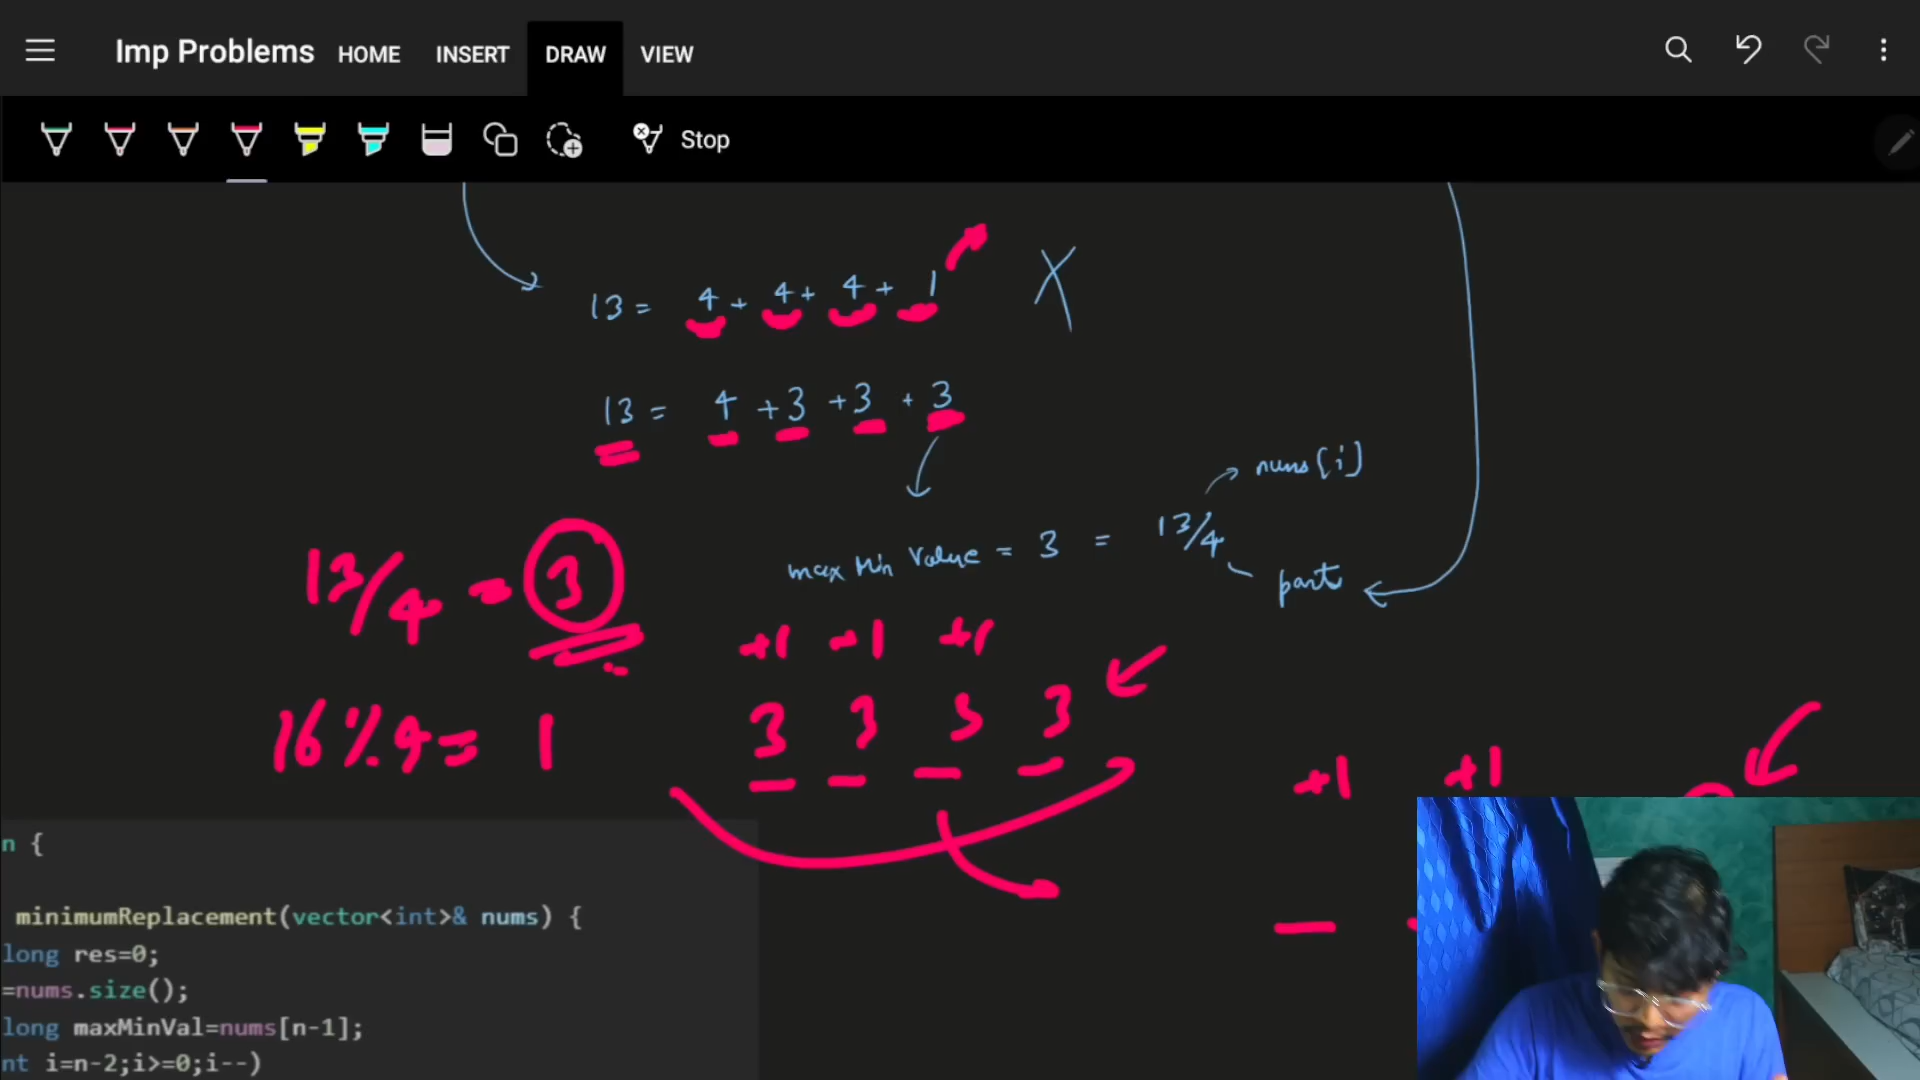 Imp Problems HOME INSERT DRAW VIEW
Stop
13 = 4 + 4 + 4 + 1 X
13 = 4 + 3 + 3 + 3
nums[i]
max Min Value = 3 = 13/4
part
13/4 = 3
+1 +1 +1
16 % 4 = 1
3 3 3 3
+1 +1
n {
minimumReplacement(vector<int>& nums) {
long res=0;
=nums.size();
long maxMinVal=nums[n-1];
nt i=n-2;i>=0;i--)